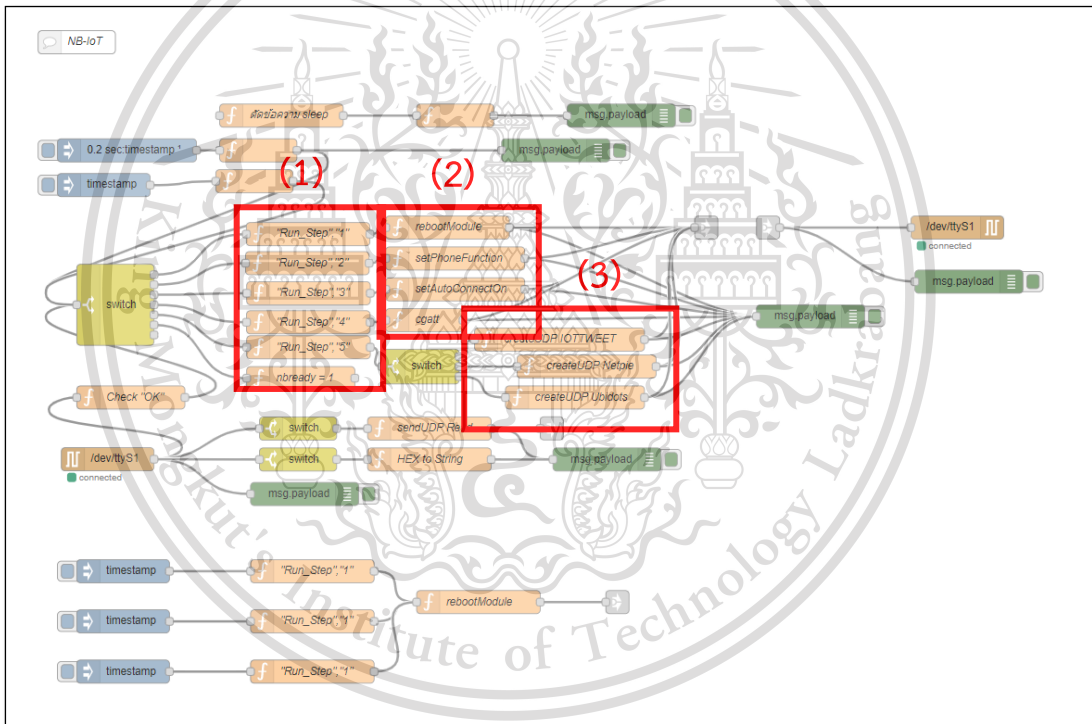 NB-IoT
ตัดข้อความ sleep
msg.payload
0.2 sec:timestamp
msg.payload
timestamp
(1)
(2)
"Run_Step","1"
rebootModule
/dev/ttyS1
connected
"Run_Step","2"
setPhoneFunction
(3)
msg.payload
"Run_Step","3"
setAutoConnectOn
switch
"Run_Step","4"
cgatt
msg.payload
"Run_Step","5"
createUDP IOTTWEET
nbready = 1
switch
createUDP Netpie
Check "OK"
createUDP Ubidots
switch
sendUDP
/dev/ttyS1
connected
switch
HEX to String
msg.payload
msg.payload
timestamp
"Run_Step","1"
rebootModule
timestamp
"Run_Step","1"
timestamp
"Run_Step","1"
King Mongkut's Institute of Technology Ladkrabang